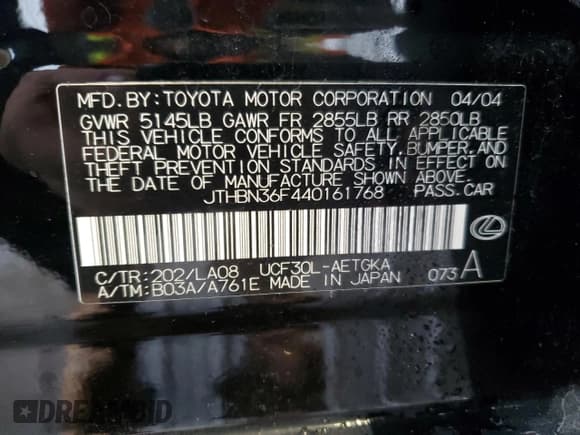 MFD.BY:TOYOTA MOTOR CORPORATION 04/04
GVWR 5145LB GAWR FR 2855LB RR 2860LB
THIS VEHICLE CONFORMS TO ALL APPLICABLE
FEDERAL MOTOR VEHICLE SAFETY,BUMPER,AND
THEFT PREVENTION STANDARDS IN EFFECT ON
THE DATE OF MANUFACTURE SHOWN ABOVE.
JTHBN36F440161768 PASS.CAR
C/TR:202/LA08 UCF30L-AETGKA
A/TM:B03A/A761E MADE IN JAPAN 073 A
DREAMBID